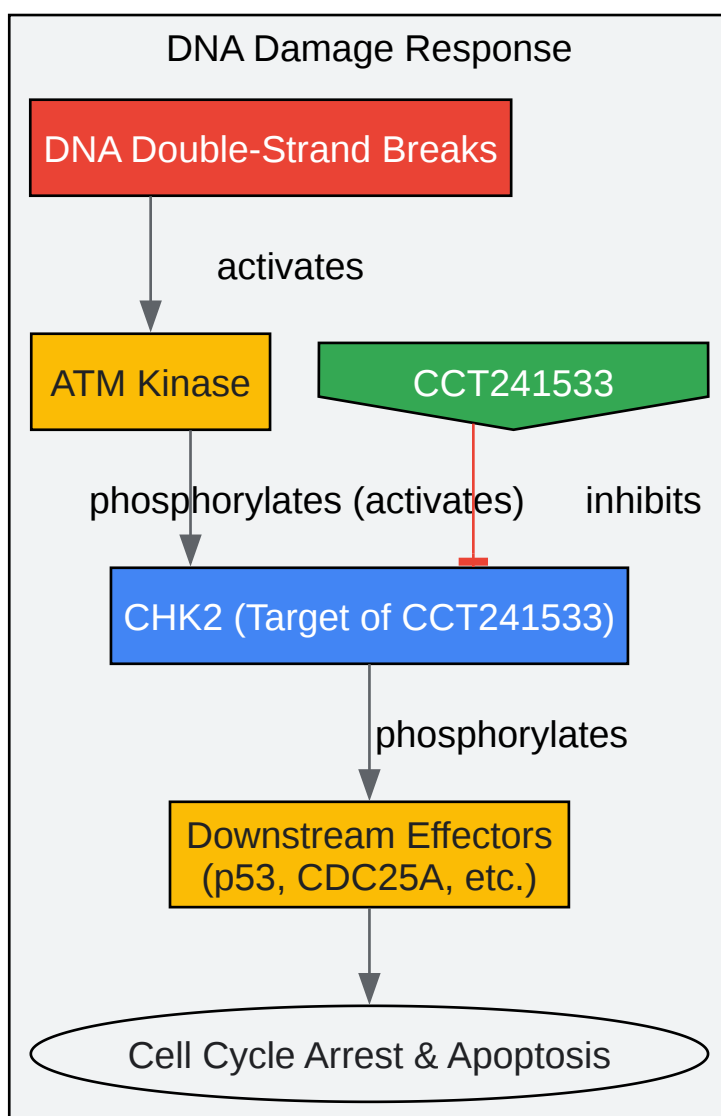 DNA Damage Response
DNA Double-Strand Breaks
activates
ATM Kinase
CCT241533
phosphorylates (activates)
inhibits
CHK2 (Target of CCT241533)
phosphorylates
Downstream Effectors
(p53, CDC25A, etc.)
Cell Cycle Arrest & Apoptosis